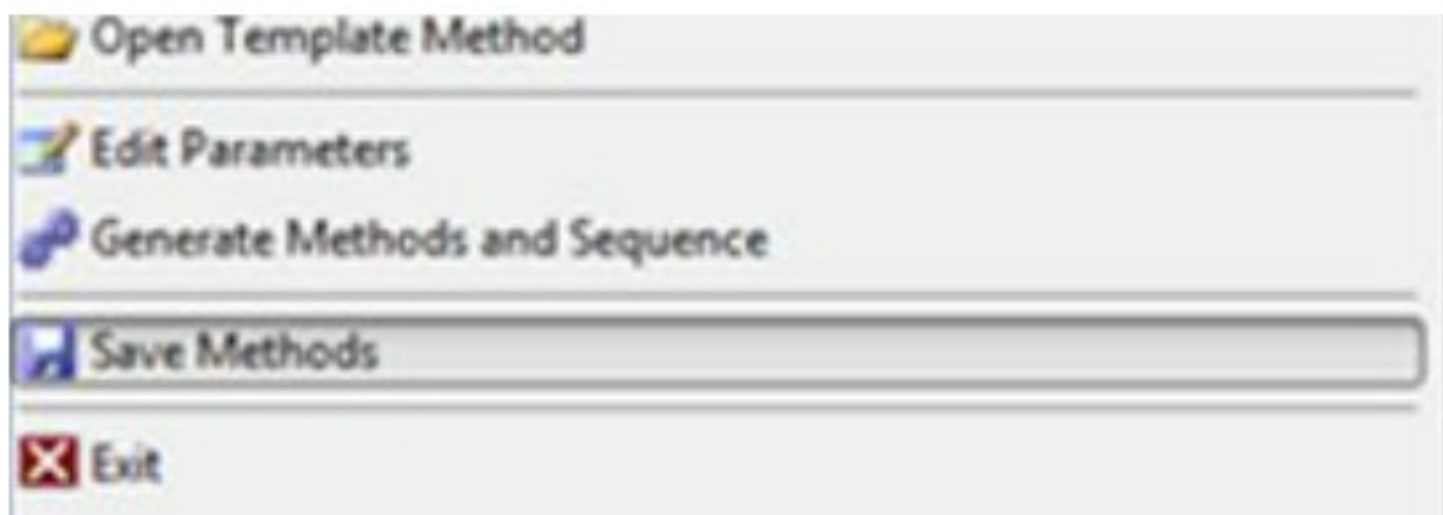 Open Template Method
Edit Parameters
Generate Methods and Sequence
Save Methods
Exit